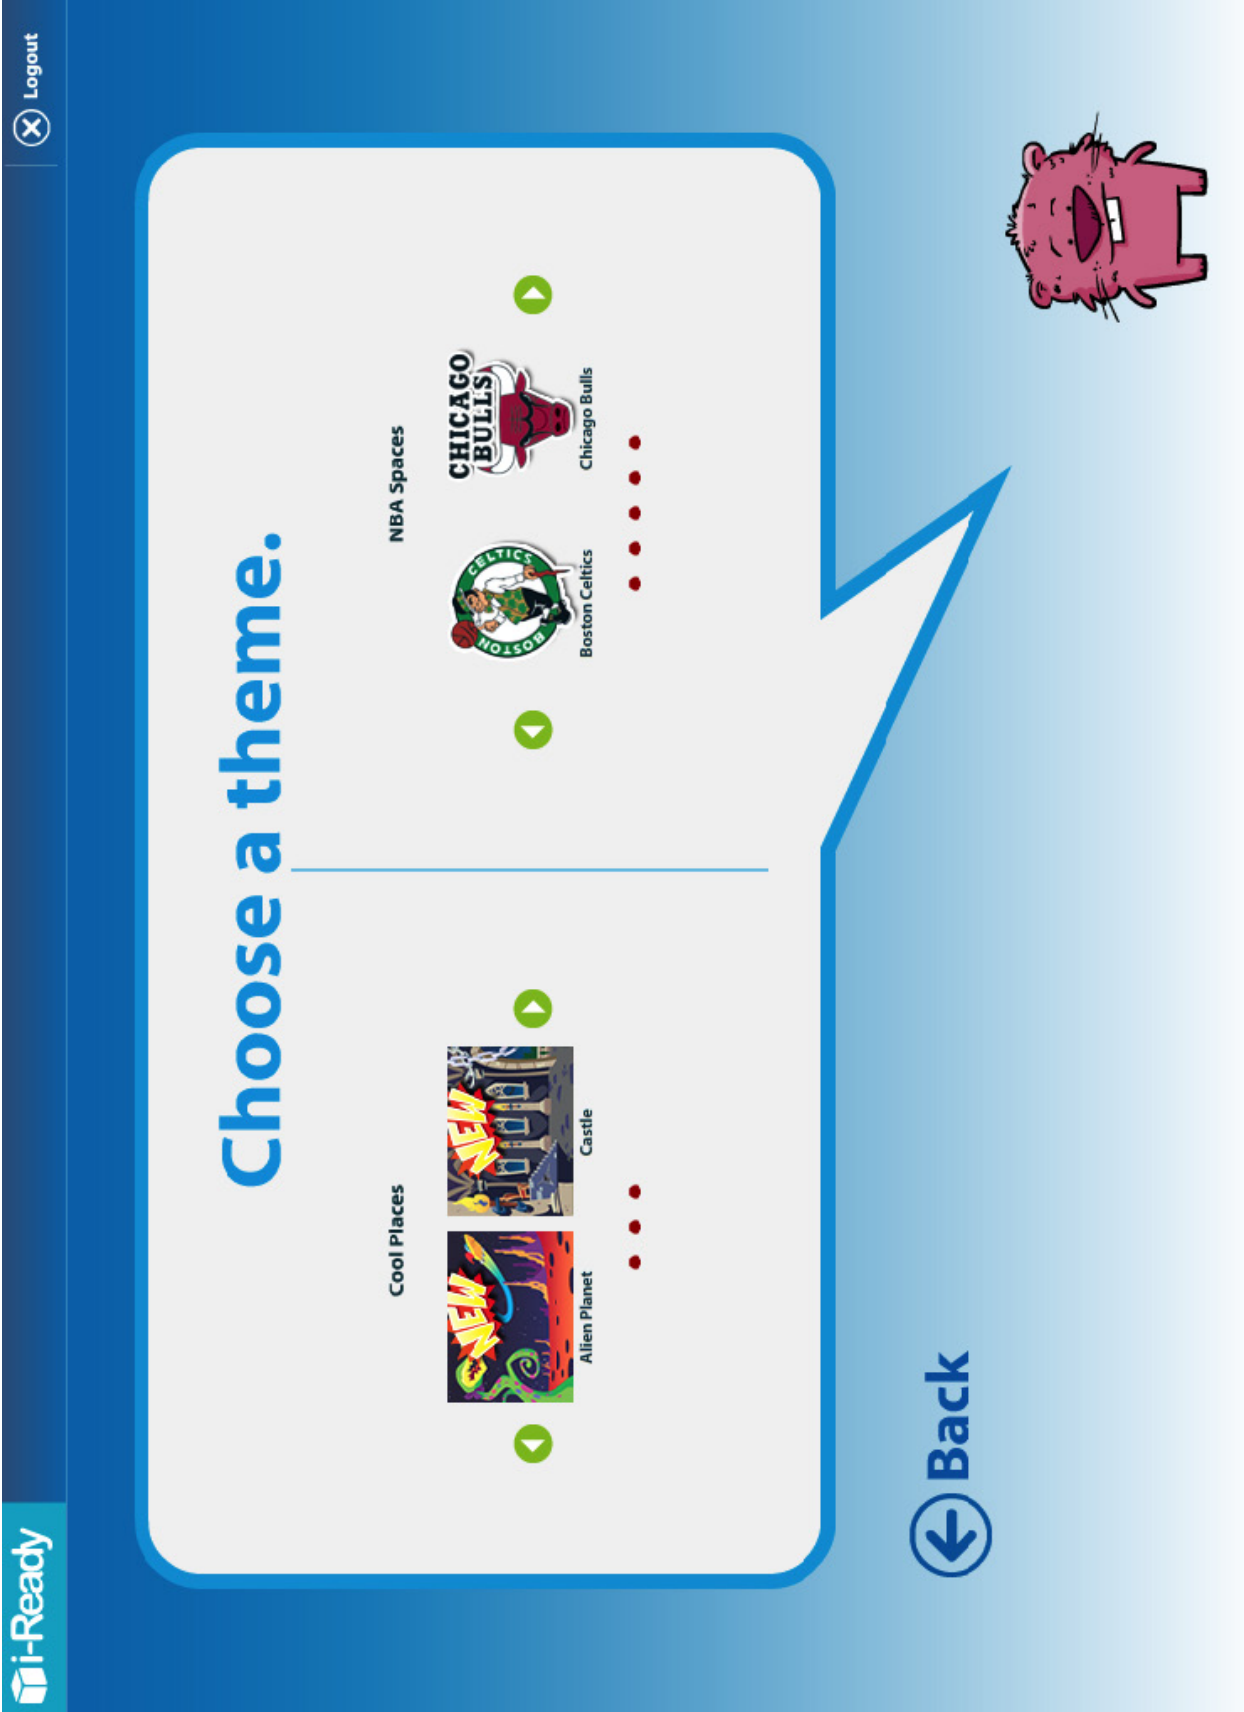 i-Ready
Logout
Choose a theme.
Cool Places
NEW
NEW
Alien Planet
Castle
NBA Spaces
BOSTON CELTICS
CHICAGO
BULLS
Boston Celtics
Chicago Bulls
Back